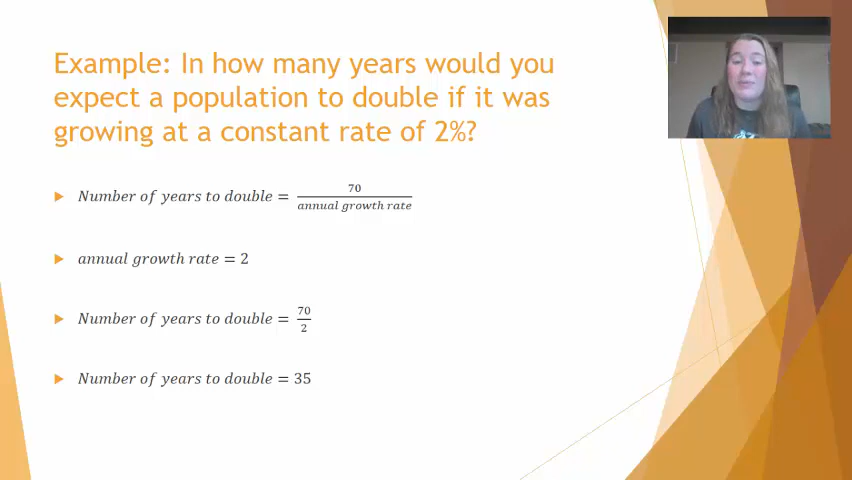 Example: In how many years would you
expect a population to double if it was
growing at a constant rate of 2%?
Number of years to double = 70/annual growth rate
annual growth rate = 2
Number of years to double = 70/2
Number of years to double = 35